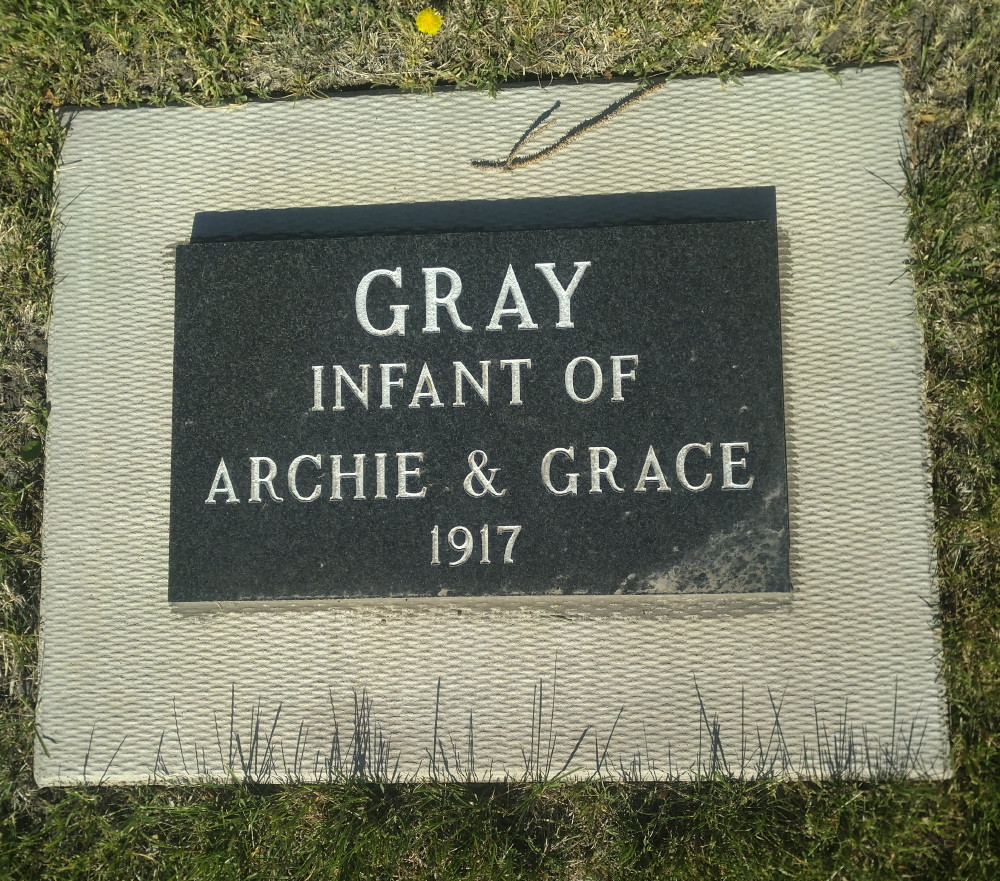 GRAY
INFANT OF
ARCHIE & GRACE
1917